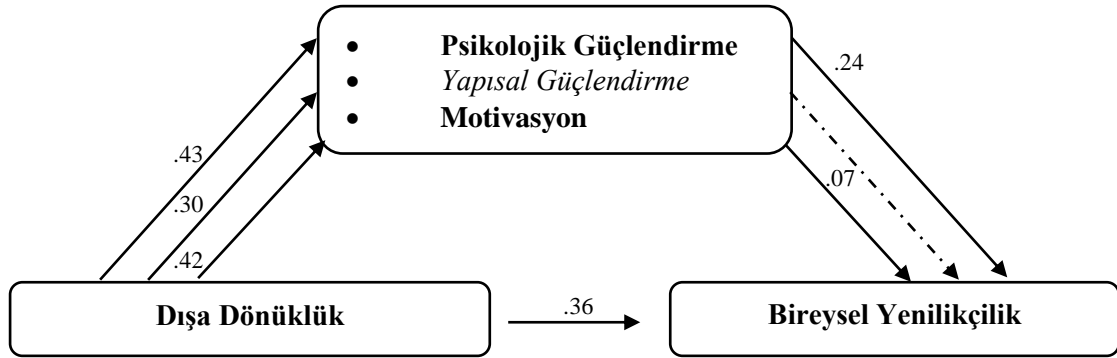 • Psikolojik Güçlendirme
• Yapısal Güçlendirme
• Motivasyon
.24
.43
.30
.42
.07
Dışa Dönüklük
.36
Bireysel Yenilikçilik